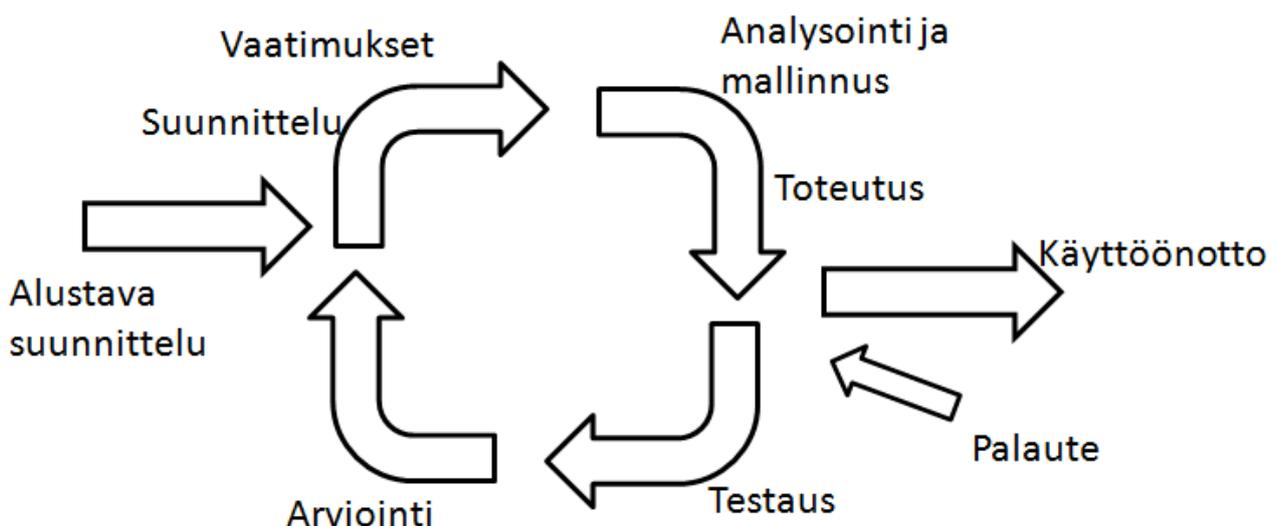 Vaatimukset
Analysointi ja
mallinnus
Suunnittelu
Toteutus
Käyttöönotto
Alustava
suunnittelu
Palaute
Testaus
Arviointi